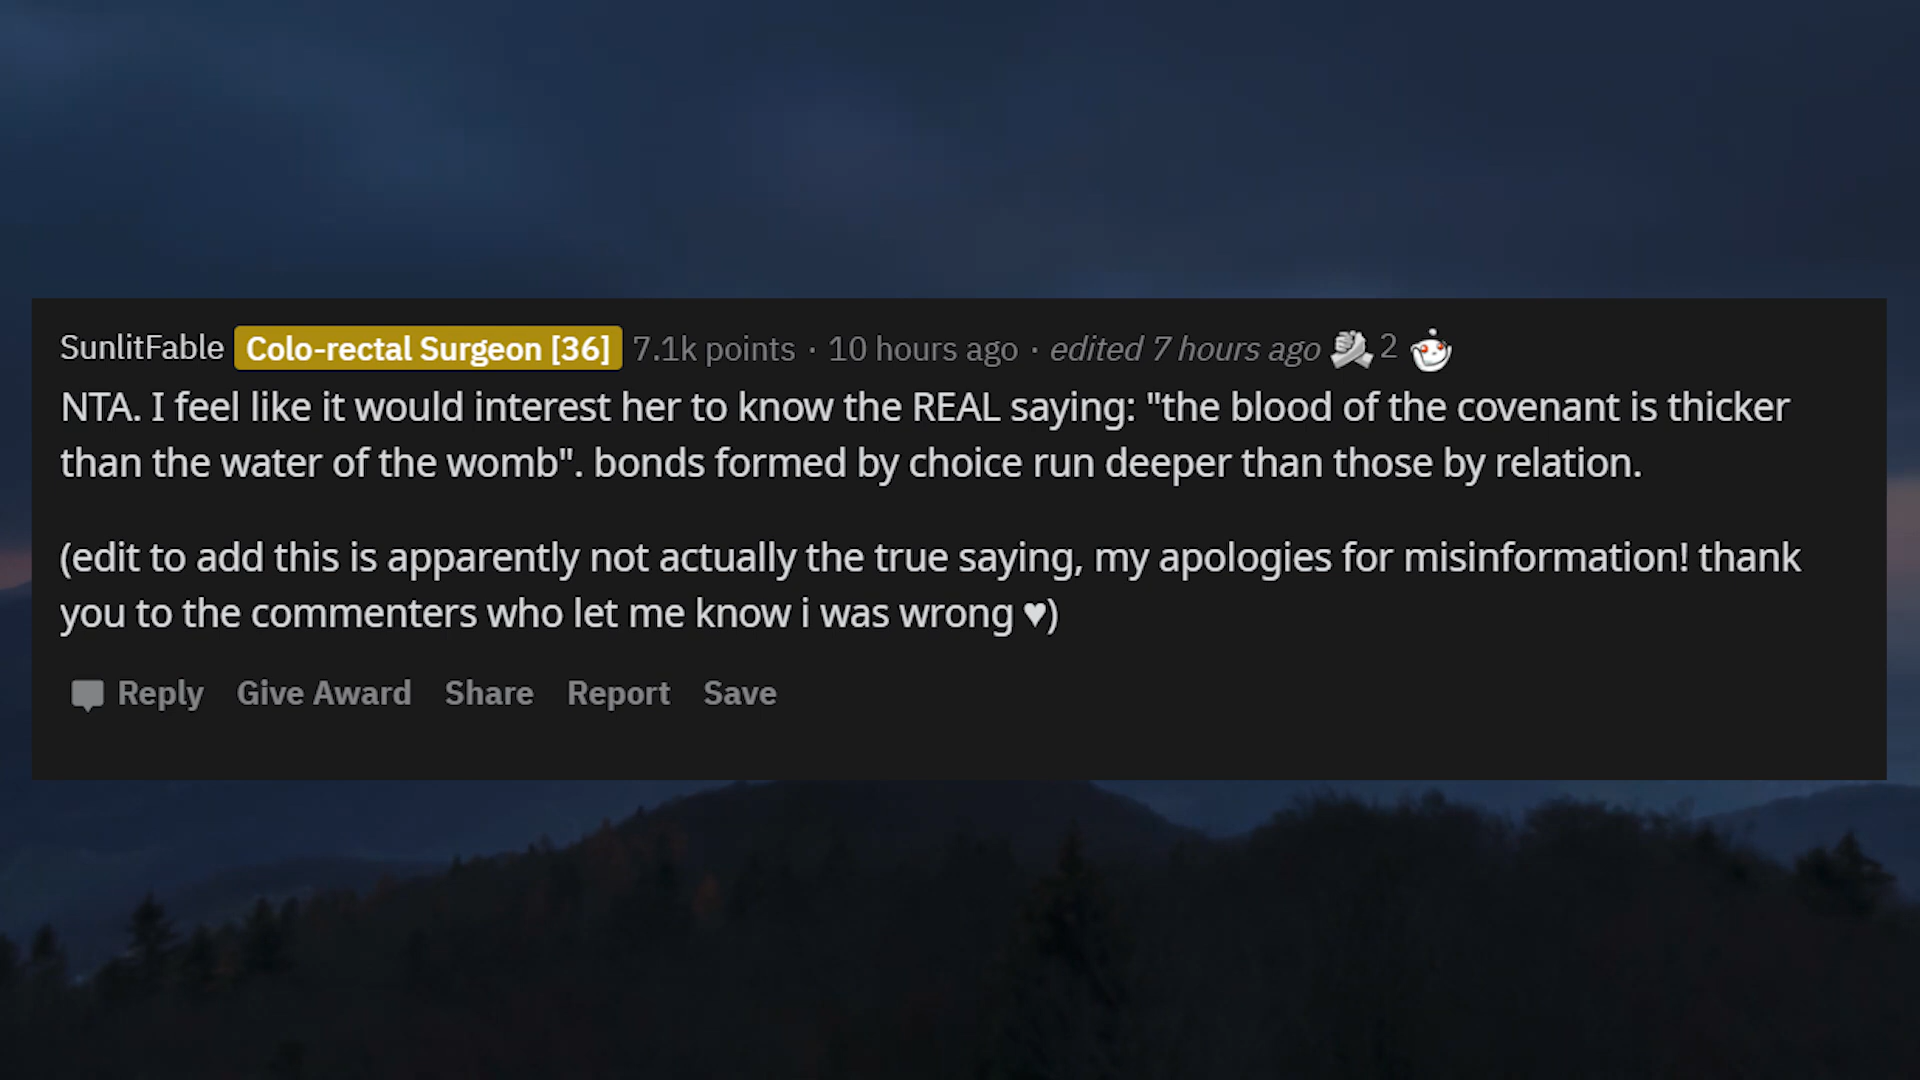 SunlitFable Colo-rectal Surgeon [36] 7.1k points · 10 hours ago · edited 7 hours ago 2
NTA. I feel like it would interest her to know the REAL saying: "the blood of the covenant is thicker
than the water of the womb". bonds formed by choice run deeper than those by relation.
(edit to add this is apparently not actually the true saying, my apologies for misinformation! thank
you to the commenters who let me know i was wrong ♥)
Reply Give Award Share Report Save